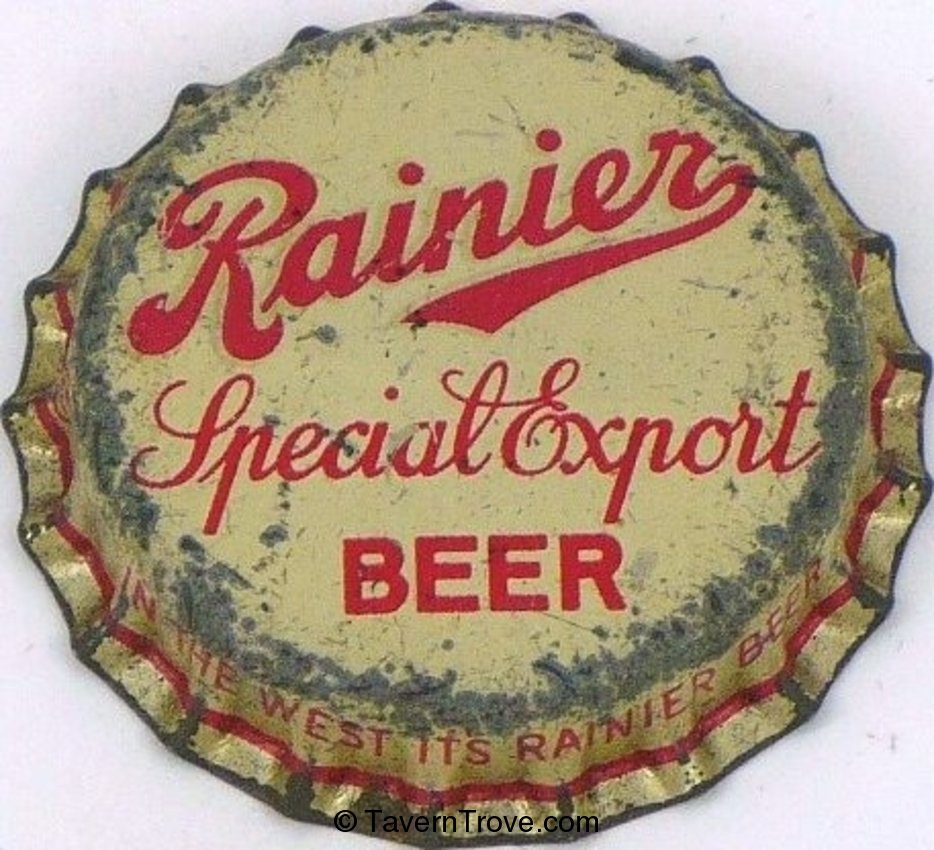 Rainier
Special Export
BEER
IN THE WEST ITS RAINIER BEER
© TavernTrove.com